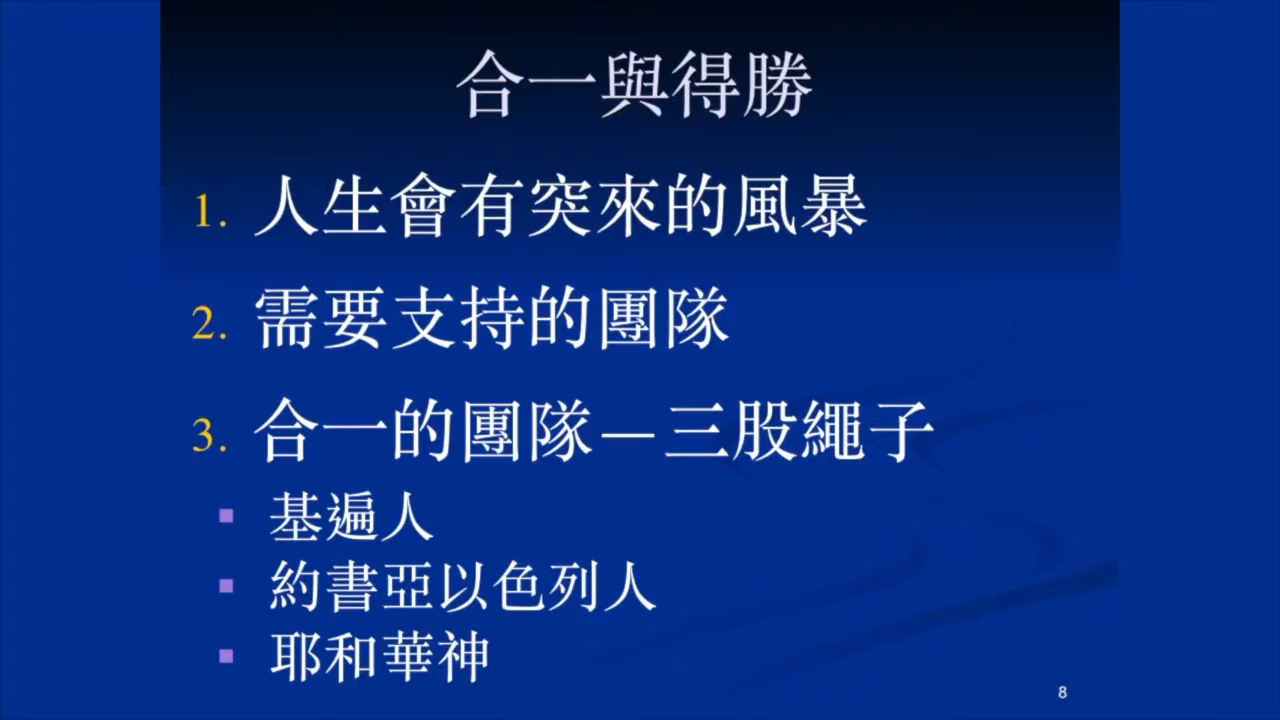 合一與得勝
1. 人生會有突來的風暴
2. 需要支持的團隊
3. 合一的團隊—三股繩子
▪ 基遍人
▪ 約書亞以色列人
▪ 耶和華神
8